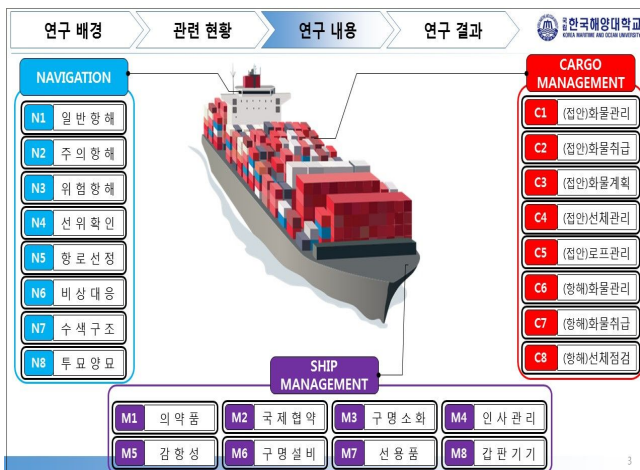 연구 배경
관련 현황
연구 내용
연구 결과
국립한국해양대학교
KOREA MARITIME AND OCEAN UNIVERSITY
NAVIGATION
N1 일반항해
N2 주의항해
N3 위험항해
N4 선위확인
N5 항로선정
N6 비상대응
N7 수색구조
N8 투묘양묘
CARGO
MANAGEMENT
C1 (접안)화물관리
C2 (접안)화물취급
C3 (접안)화물계획
C4 (접안)선체관리
C5 (접안)로프관리
C6 (항해)화물관리
C7 (항해)화물취급
C8 (항해)선체점검
SHIP
MANAGEMENT
M1 의약품
M2 국제협약
M3 구명소화
M4 인사관리
M5 감항성
M6 구명설비
M7 선용품
M8 갑판기기
3